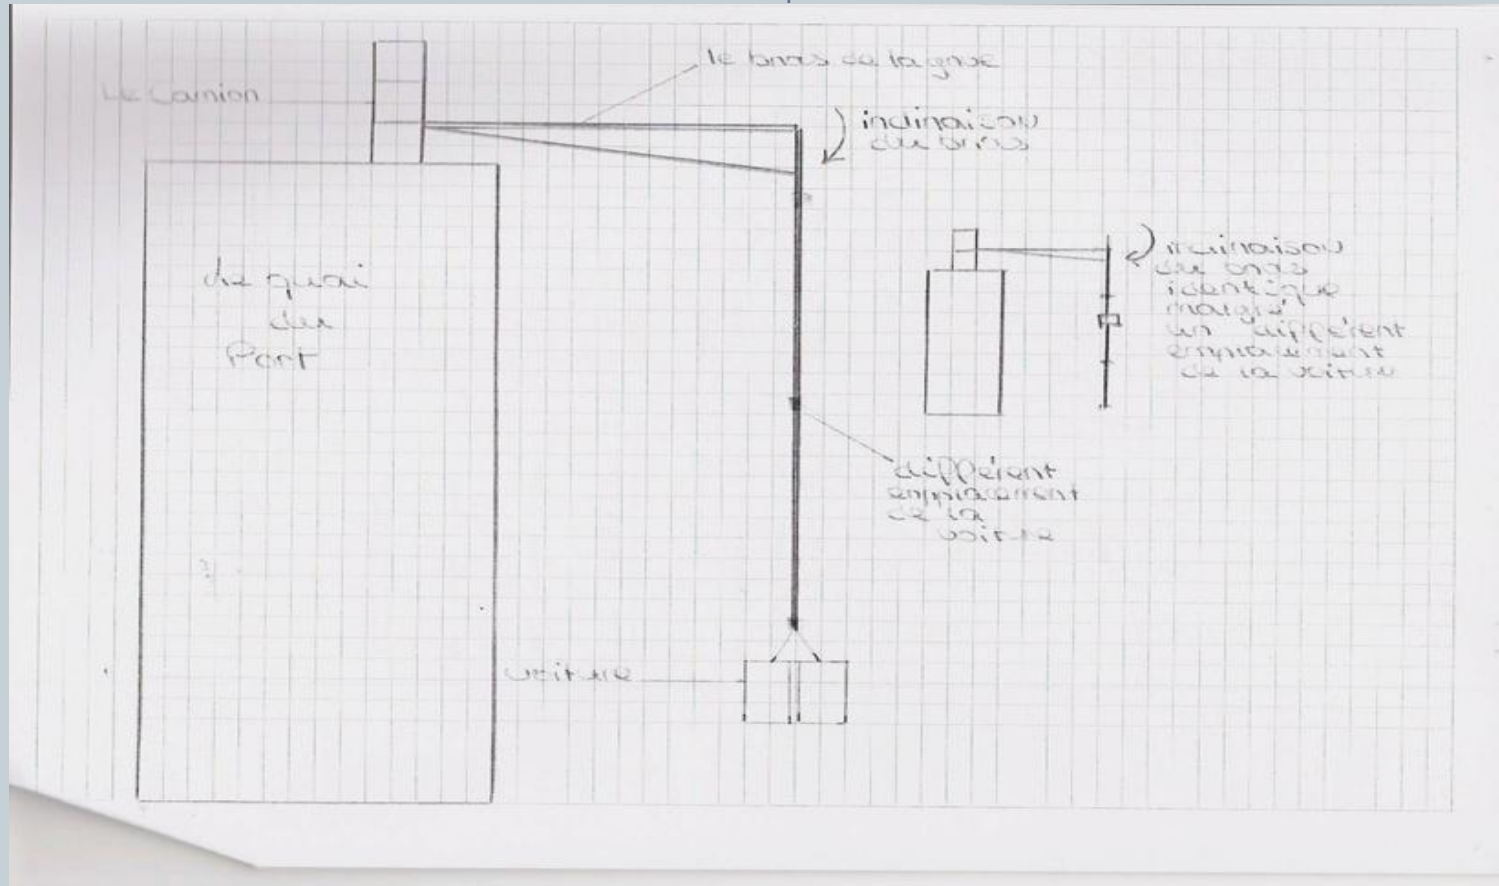 le bras de la grue
Le Camion
inclinaison
du bras
Le quai
du
Port
inclinaison
du bras
identique
malgré
un différent
emplacement
de la voiture
différent
emplacement
de la
voiture
voiture